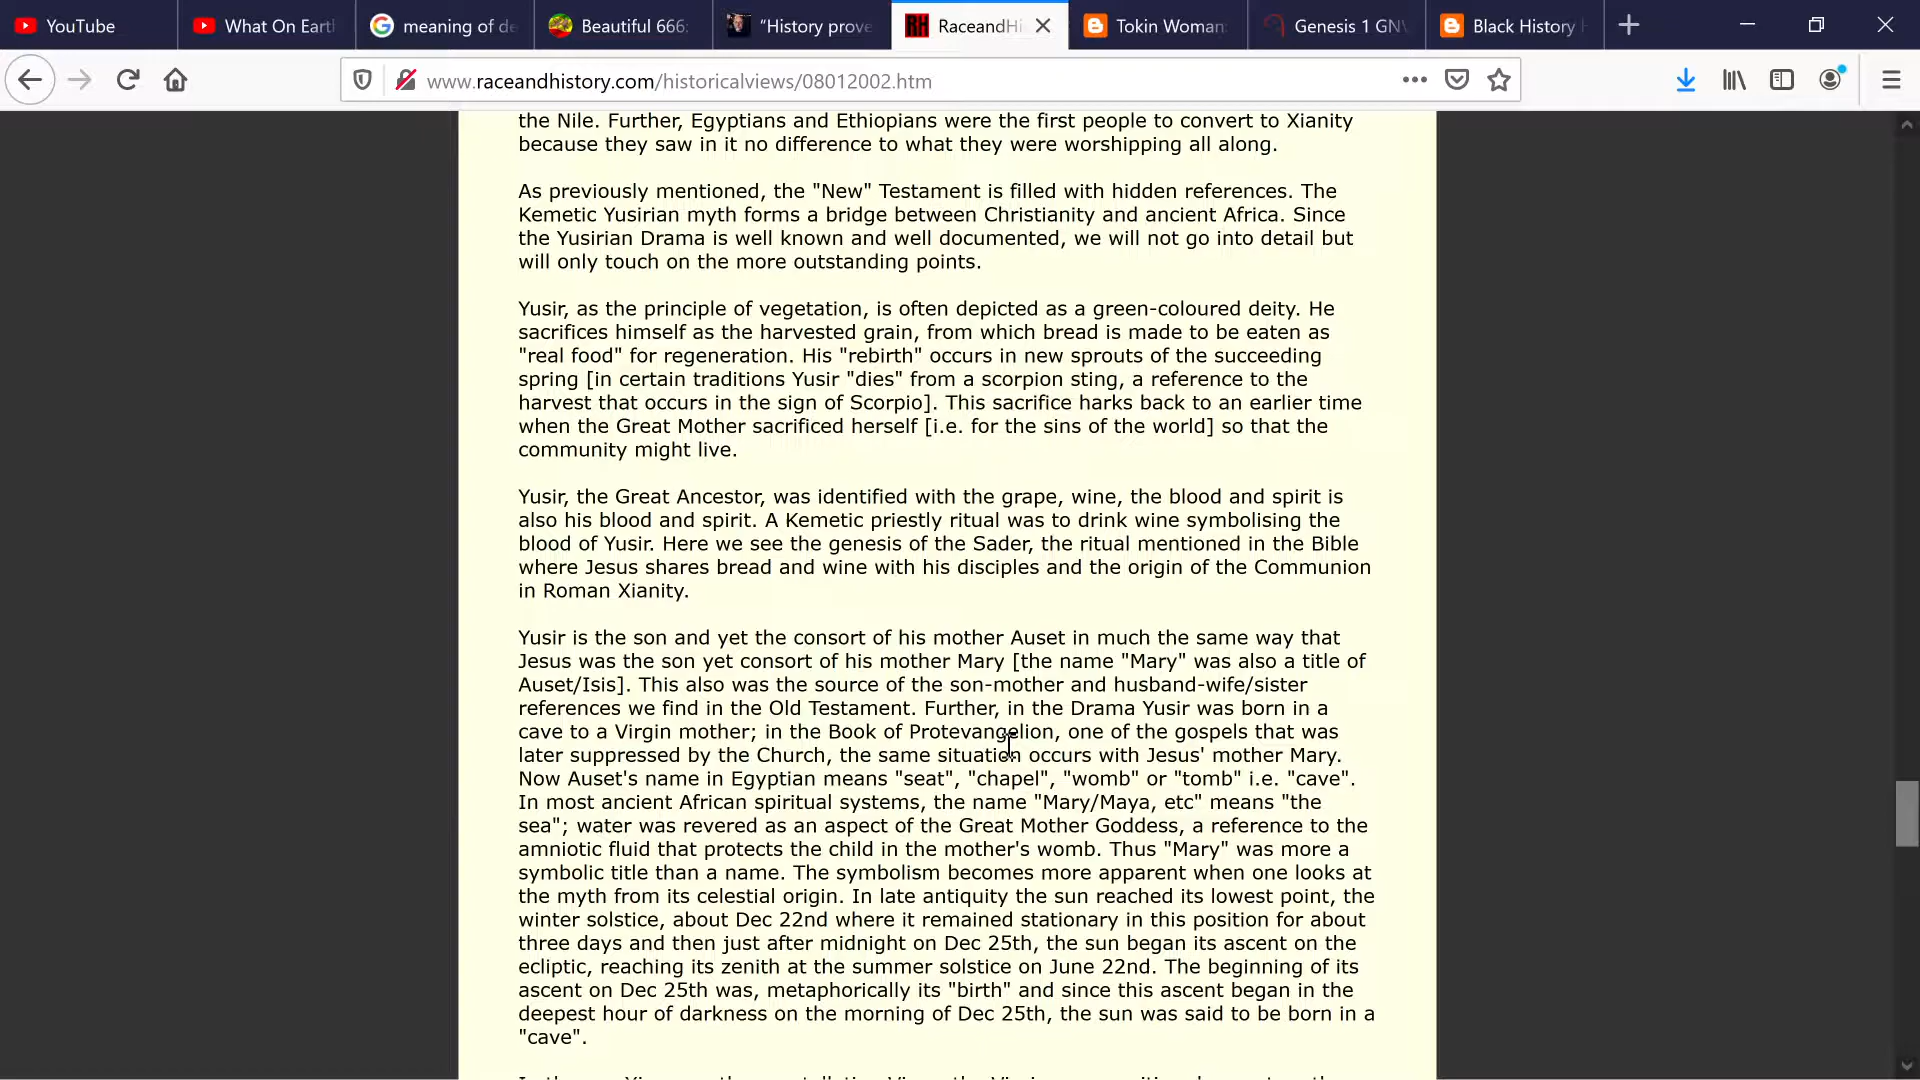 YouTube
What On Eart
meaning of de
Beautiful 666:
"History prove
RaceandHi
Tokin Woman:
Genesis 1 GN
Black History
www.raceandhistory.com/historicalviews/08012002.htm
the Nile. Further, Egyptians and Ethiopians were the first people to convert to Xianity
because they saw in it no difference to what they were worshipping all along.
As previously mentioned, the "New" Testament is filled with hidden references. The
Kemetic Yusirian myth forms a bridge between Christianity and ancient Africa. Since
the Yusirian Drama is well known and well documented, we will not go into detail but
will only touch on the more outstanding points.
Yusir, as the principle of vegetation, is often depicted as a green-coloured deity. He
sacrifices himself as the harvested grain, from which bread is made to be eaten as
"real food" for regeneration. His "rebirth" occurs in new sprouts of the succeeding
spring [in certain traditions Yusir "dies" from a scorpion sting, a reference to the
harvest that occurs in the sign of Scorpio]. This sacrifice harks back to an earlier time
when the Great Mother sacrificed herself [i.e. for the sins of the world] so that the
community might live.
Yusir, the Great Ancestor, was identified with the grape, wine, the blood and spirit is
also his blood and spirit. A Kemetic priestly ritual was to drink wine symbolising the
blood of Yusir. Here we see the genesis of the Sader, the ritual mentioned in the Bible
where Jesus shares bread and wine with his disciples and the origin of the Communion
in Roman Xianity.
Yusir is the son and yet the consort of his mother Auset in much the same way that
Jesus was the son yet consort of his mother Mary [the name "Mary" was also a title of
Auset/Isis]. This also was the source of the son-mother and husband-wife/sister
references we find in the Old Testament. Further, in the Drama Yusir was born in a
cave to a Virgin mother; in the Book of Protevangelion, one of the gospels that was
later suppressed by the Church, the same situation occurs with Jesus' mother Mary.
Now Auset's name in Egyptian means "seat", "chapel", "womb" or "tomb" i.e. "cave".
In most ancient African spiritual systems, the name "Mary/Maya, etc" means "the
sea"; water was revered as an aspect of the Great Mother Goddess, a reference to the
amniotic fluid that protects the child in the mother's womb. Thus "Mary" was more a
symbolic title than a name. The symbolism becomes more apparent when one looks at
the myth from its celestial origin. In late antiquity the sun reached its lowest point, the
winter solstice, about Dec 22nd where it remained stationary in this position for about
three days and then just after midnight on Dec 25th, the sun began its ascent on the
ecliptic, reaching its zenith at the summer solstice on June 22nd. The beginning of its
ascent on Dec 25th was, metaphorically its "birth" and since this ascent began in the
deepest hour of darkness on the morning of Dec 25th, the sun was said to be born in a
"cave".